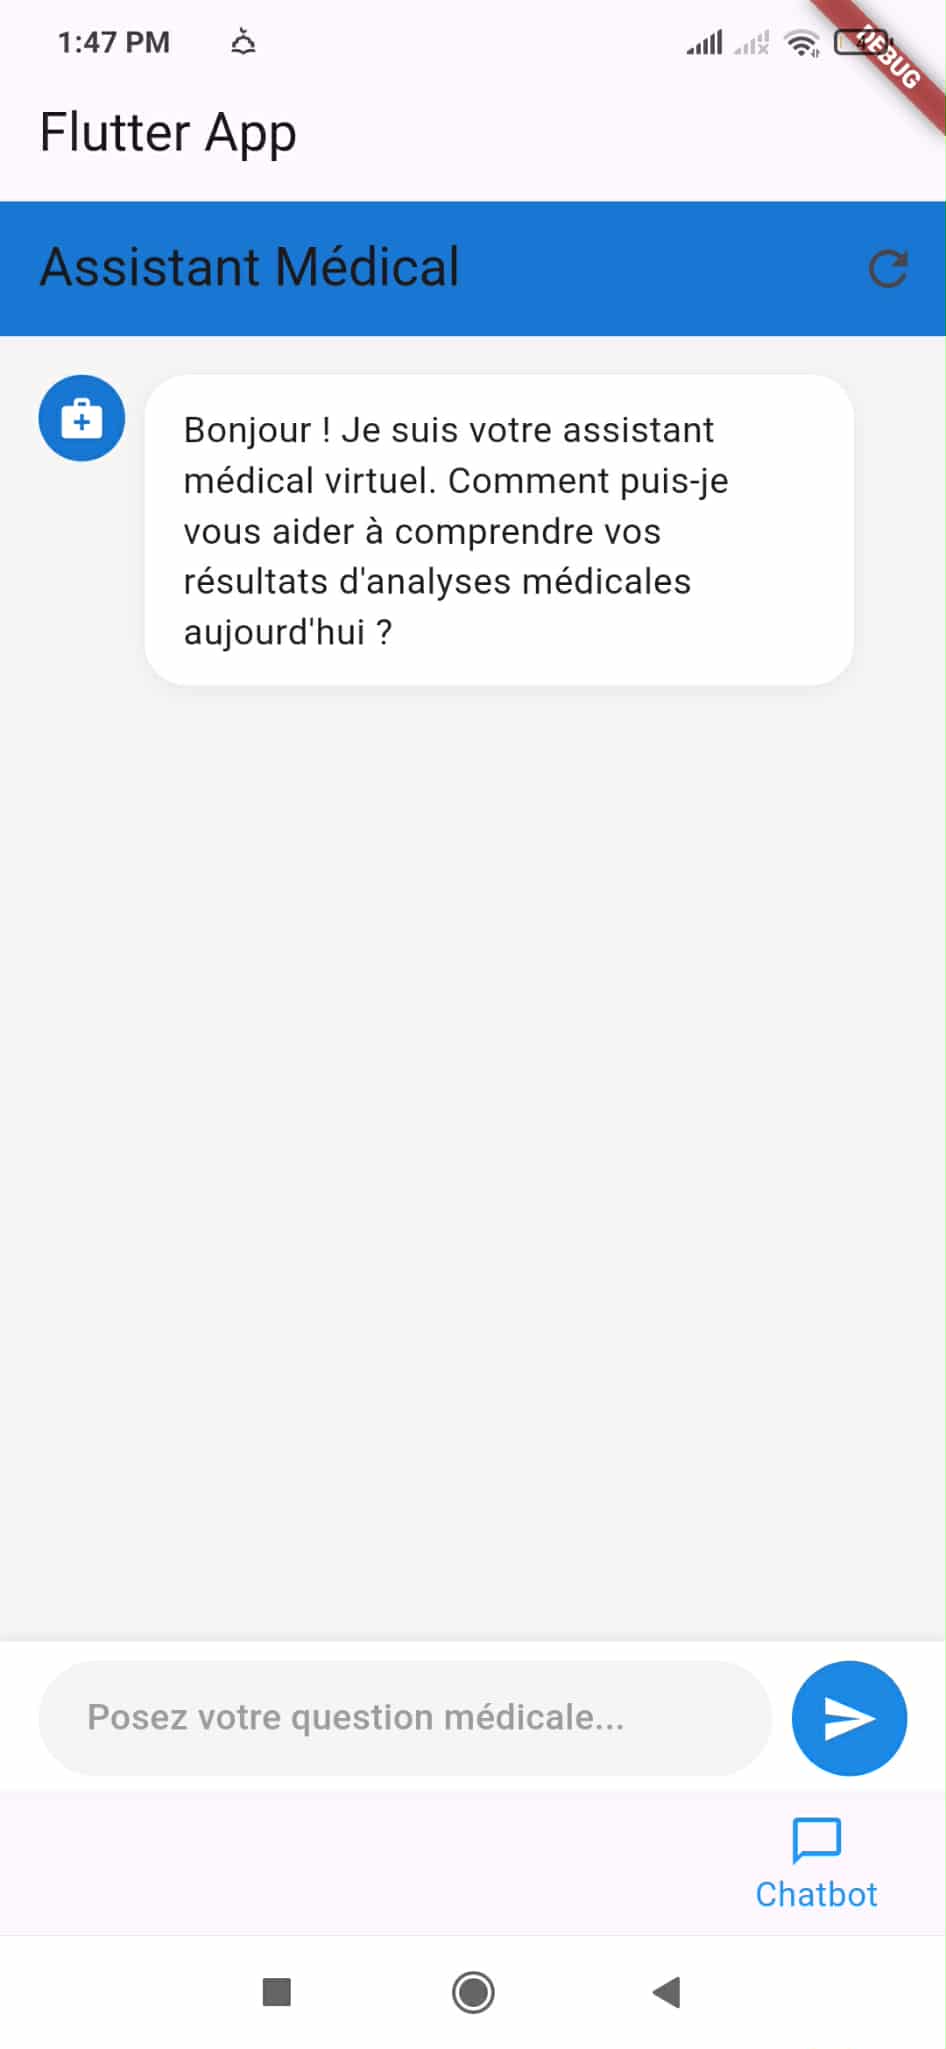 1:47 PM
DEBUG
Flutter App
Assistant Médical
Bonjour ! Je suis votre assistant
médical virtuel. Comment puis-je
vous aider à comprendre vos
résultats d'analyses médicales
aujourd'hui ?
Posez votre question médicale...
Chatbot